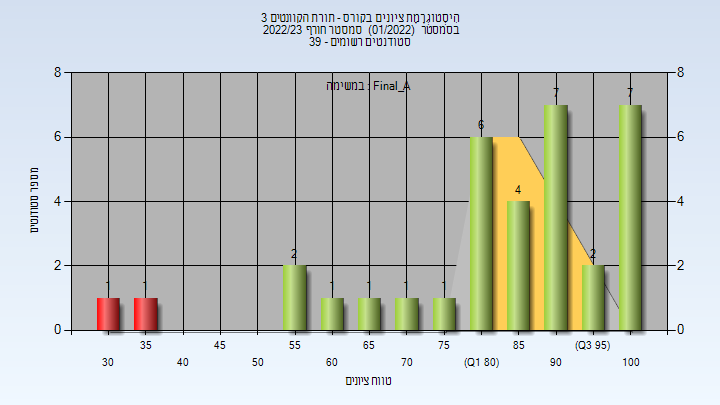 היסטוגרמת ציונים בקורס - תורת הקוונטים 3
בסמסטר (01/2022) סמסטר חורף 2022/23
סטודנטים רשומים - 39
במשימה : Final_A
8 8
6 6
4 4
2 2
0 0
1 1 2 1 1 1 1 6 4 7 2 7
מספר סטודנטים
35 45 55 65 75 85 (Q3 95)
30 40 50 60 70 (Q1 80) 90 100
טווח ציונים